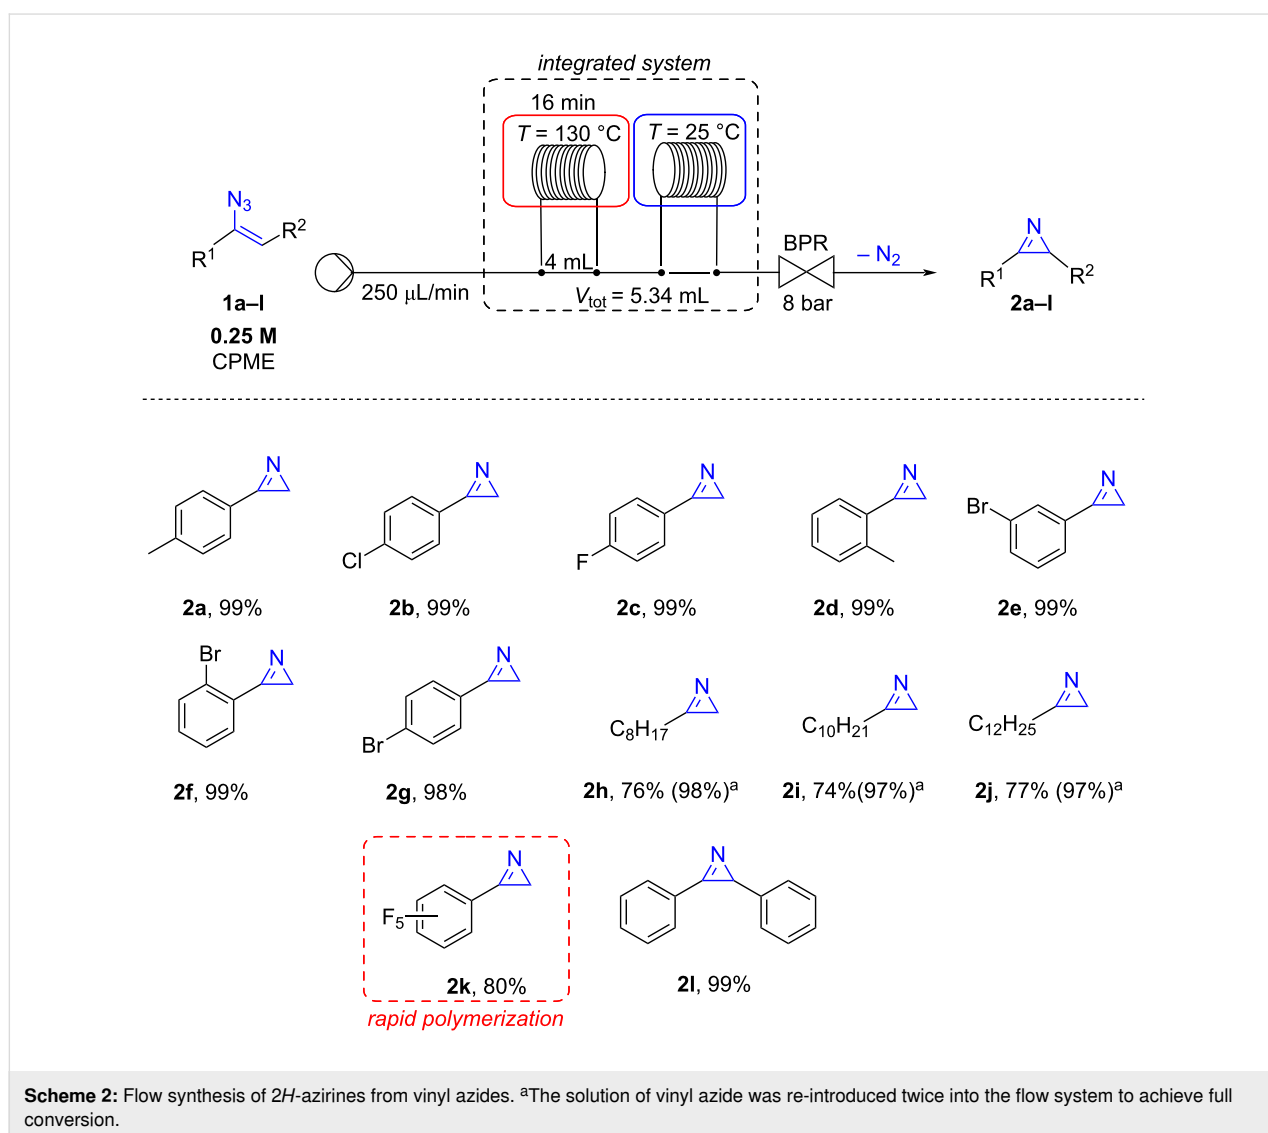 integrated system
16 min
T = 130 °C
T = 25 °C
N3
R1
R2
4 mL
250 μL/min
Vtot = 5.34 mL
BPR
8 bar
– N2
N
R1
R2
1a–l
0.25 M
CPME
2a–l
N
N
Cl
N
F
N
N
Br
2a, 99%
2b, 99%
2c, 99%
2d, 99%
2e, 99%
Br
N
N
Br
N
C8H17
N
C10H21
N
C12H25
2f, 99%
2g, 98%
2h, 76% (98%)a
2i, 74%(97%)a
2j, 77% (97%)a
N
F5
N
2k, 80%
2l, 99%
rapid polymerization
Scheme 2: Flow synthesis of 2H-azirines from vinyl azides. aThe solution of vinyl azide was re-introduced twice into the flow system to achieve full
conversion.